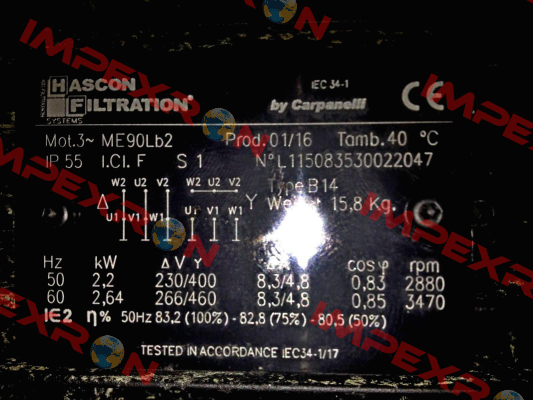 HASCON
FILTRATION®
SYSTEMS
IEC 34-1
by Carpanelli
CE
Mot.3~ ME90Lb2 Prod. 01/16 Tamb. 40 °C
IP 55 I.Cl. F S 1 N° L115083530022047
W2 U2 V2 W2 U2 V2 Type B14
Δ U1 V1 W1 U1 V1 W1 Y 15,8 Kg.
Hz kW Δ V Y cosφ rpm
50 2,2 230/400 8,3/4,8 0,83 2880
60 2,64 266/460 8,3/4,8 0,85 3470
IE2 η% 50Hz 83,2 (100%) - 82,8 (75%) - 80,5 (50%)
TESTED IN ACCORDANCE IEC34-1/17
IMPEXRON
IMPEXRON
IMPEXRON
IMPEXRON